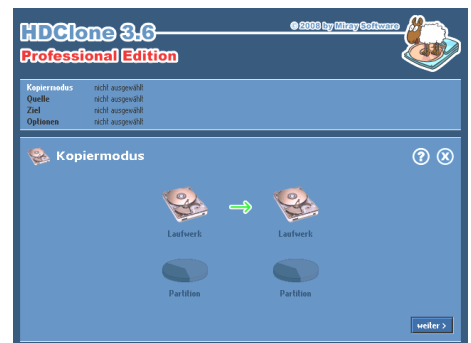 HDClone 3.6
© 2008 by Miray Software
Professional Edition
Kopiermodus nicht ausgewählt
Quelle nicht ausgewählt
Ziel nicht ausgewählt
Optionen nicht ausgewählt
Kopiermodus
Laufwerk Laufwerk
Partition Partition
weiter >